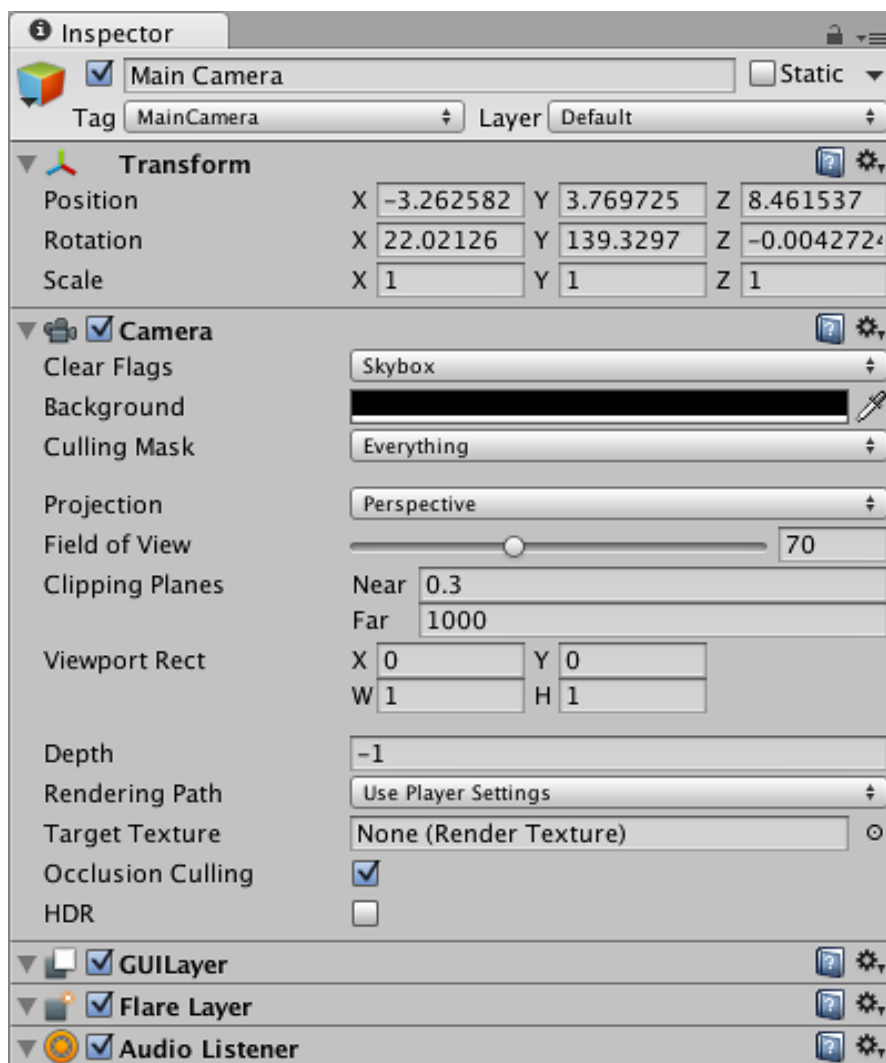 Inspector
Main Camera Static
Tag MainCamera Layer Default
Transform
Position X -3.262582 Y 3.769725 Z 8.461537
Rotation X 22.02126 Y 139.3297 Z -0.0042724
Scale X 1 Y 1 Z 1
Camera
Clear Flags Skybox
Background
Culling Mask Everything
Projection Perspective
Field of View 70
Clipping Planes Near 0.3
Far 1000
Viewport Rect X 0 Y 0
W 1 H 1
Depth -1
Rendering Path Use Player Settings
Target Texture None (Render Texture)
Occlusion Culling
HDR
GUILayer
Flare Layer
Audio Listener